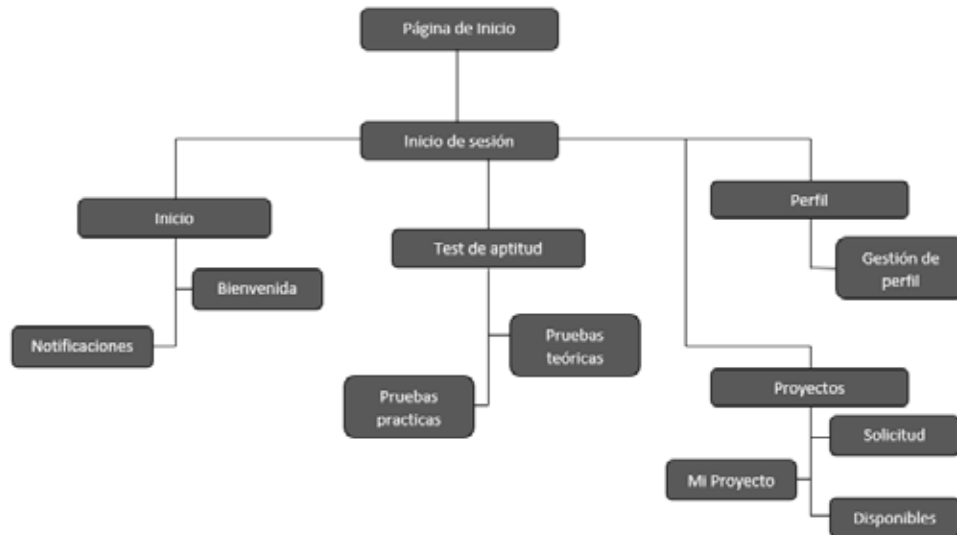 Página de Inicio
Inicio de sesión
Inicio
Perfil
Test de aptitud
Gestión de
perfil
Bienvenida
Notificaciones
Pruebas
teóricas
Pruebas
practicas
Proyectos
Solicitud
Mi Proyecto
Disponibles